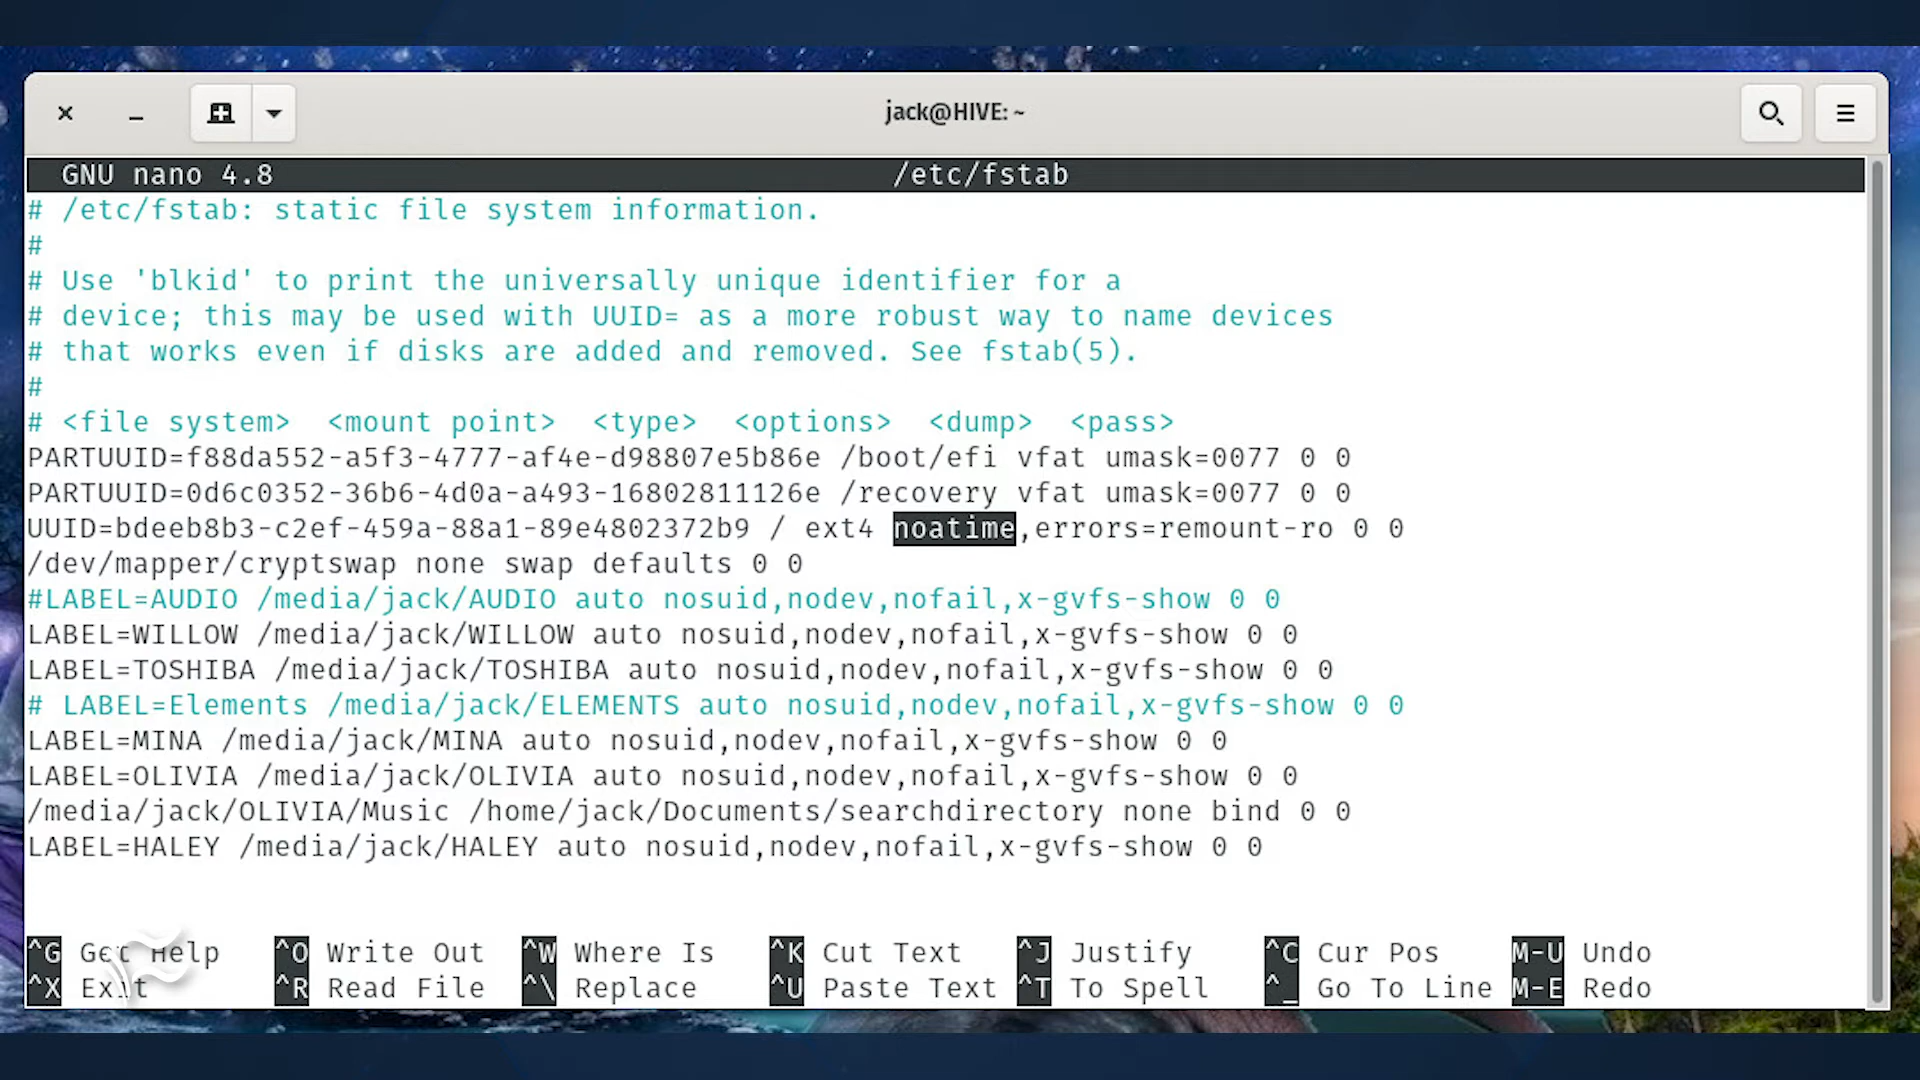 jack@HIVE: ~
GNU nano 4.8 /etc/fstab
# /etc/fstab: static file system information.
#
# Use 'blkid' to print the universally unique identifier for a
# device; this may be used with UUID= as a more robust way to name devices
# that works even if disks are added and removed. See fstab(5).
#
# <file system> <mount point> <type> <options> <dump> <pass>
PARTUUID=f88da552-a5f3-4777-af4e-d98807e5b86e /boot/efi vfat umask=0077 0 0
PARTUUID=0d6c0352-36b6-4d0a-a493-16802811126e /recovery vfat umask=0077 0 0
UUID=bdeeb8b3-c2ef-459a-88a1-89e4802372b9 / ext4 noatime,errors=remount-ro 0 0
/dev/mapper/cryptswap none swap defaults 0 0
#LABEL=AUDIO /media/jack/AUDIO auto nosuid,nodev,nofail,x-gvfs-show 0 0
LABEL=WILLOW /media/jack/WILLOW auto nosuid,nodev,nofail,x-gvfs-show 0 0
LABEL=TOSHIBA /media/jack/TOSHIBA auto nosuid,nodev,nofail,x-gvfs-show 0 0
# LABEL=Elements /media/jack/ELEMENTS auto nosuid,nodev,nofail,x-gvfs-show 0 0
LABEL=MINA /media/jack/MINA auto nosuid,nodev,nofail,x-gvfs-show 0 0
LABEL=OLIVIA /media/jack/OLIVIA auto nosuid,nodev,nofail,x-gvfs-show 0 0
/media/jack/OLIVIA/Music /home/jack/Documents/searchdirectory none bind 0 0
LABEL=HALEY /media/jack/HALEY auto nosuid,nodev,nofail,x-gvfs-show 0 0
^G Get Help ^O Write Out ^W Where Is ^K Cut Text ^J Justify ^C Cur Pos M-U Undo
^X Exit ^R Read File ^\ Replace ^U Paste Text ^T To Spell ^_ Go To Line M-E Redo